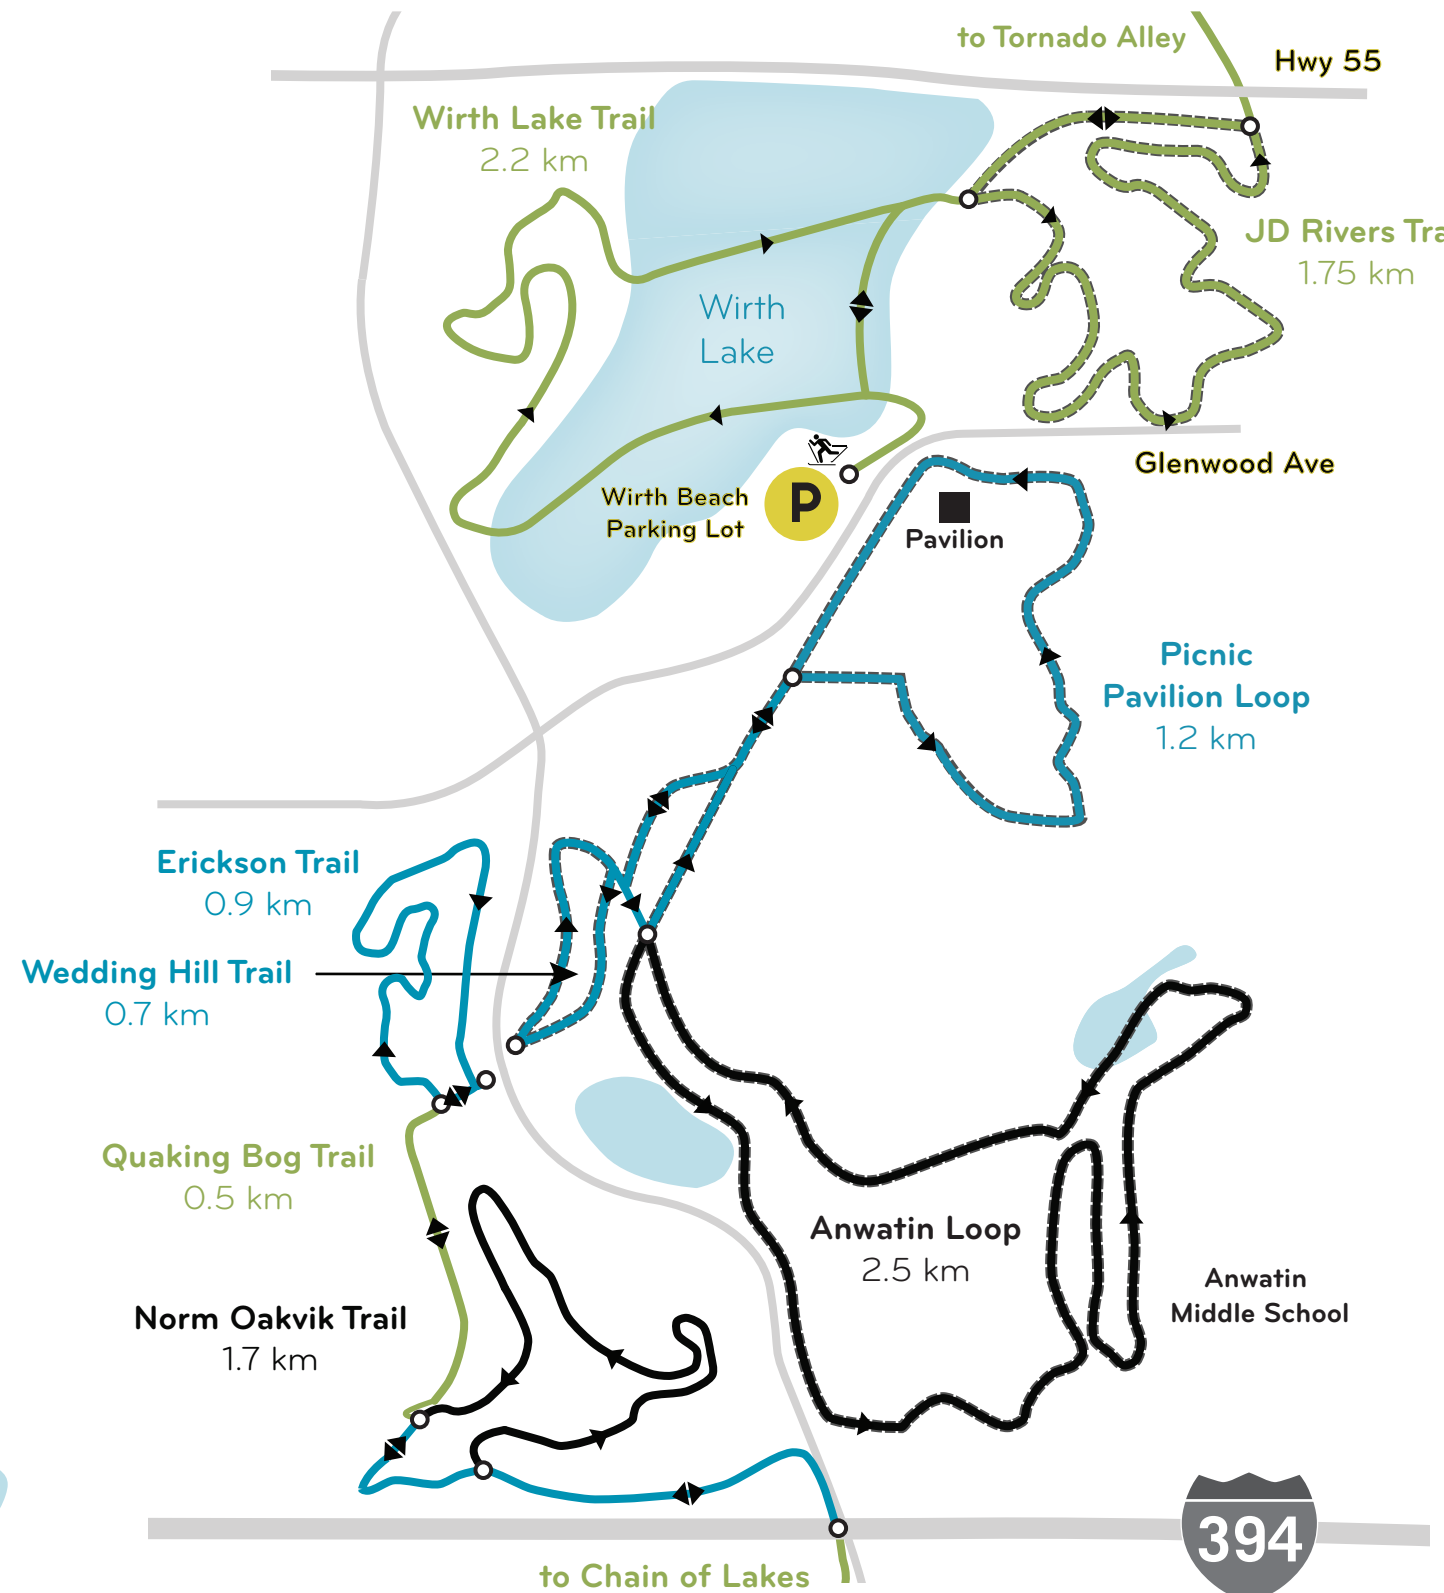 to Tornado Alley
Hwy 55
Wirth Lake Trail
2.2 km
JD Rivers Tra
1.75 km
Wirth
Lake
Glenwood Ave
P
Wirth Beach
Parking Lot
Pavilion
Picnic
Pavilion Loop
1.2 km
Erickson Trail
0.9 km
Wedding Hill Trail
0.7 km
Quaking Bog Trail
0.5 km
Anwatin Loop
2.5 km
Anwatin
Middle School
Norm Oakvik Trail
1.7 km
394
to Chain of Lakes